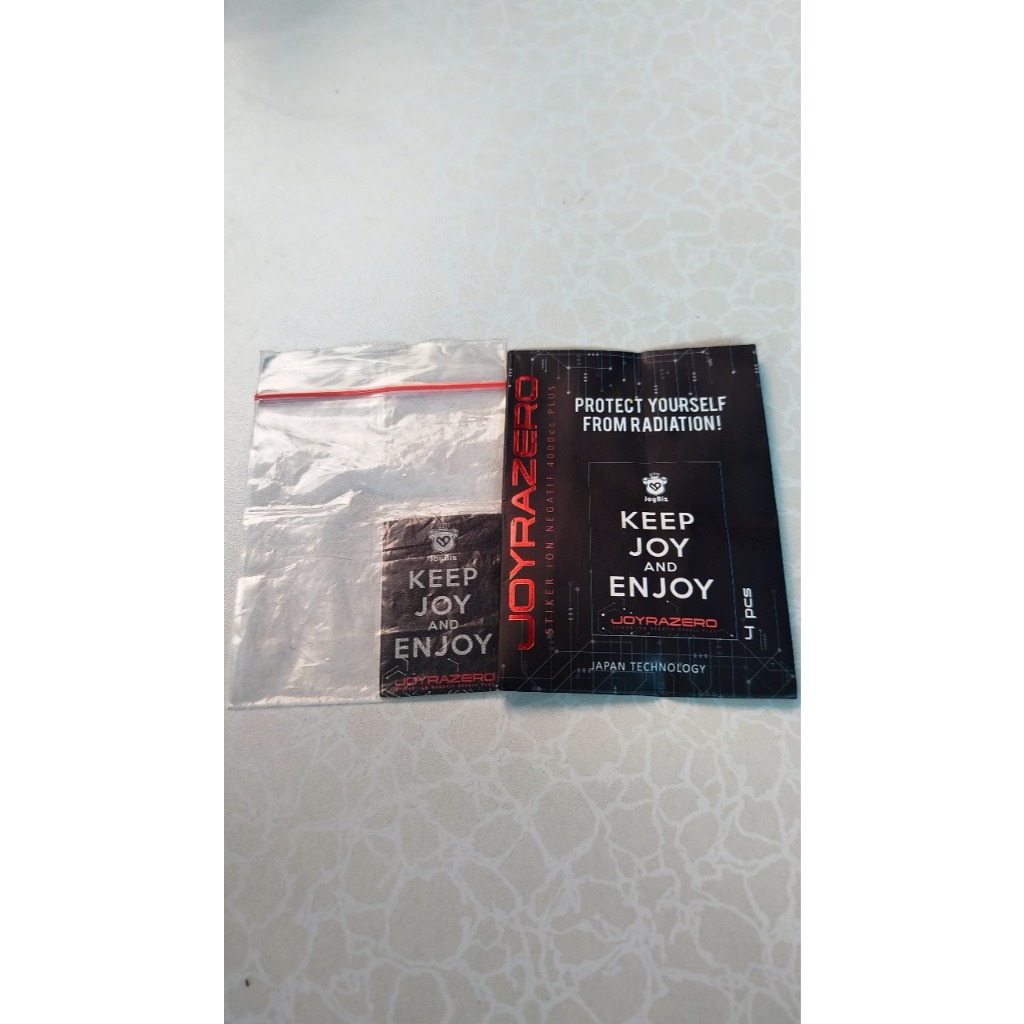 JoyBiz
KEEP
JOY
AND
ENJOY
JOYRAZERO
JOYRAZERO
STIKER ION NEGATIF 4000cc PLUS
PROTECT YOURSELF
FROM RADIATION!
JoyBiz
KEEP
JOY
AND
ENJOY
JOYRAZERO
4 pcs
JAPAN TECHNOLOGY